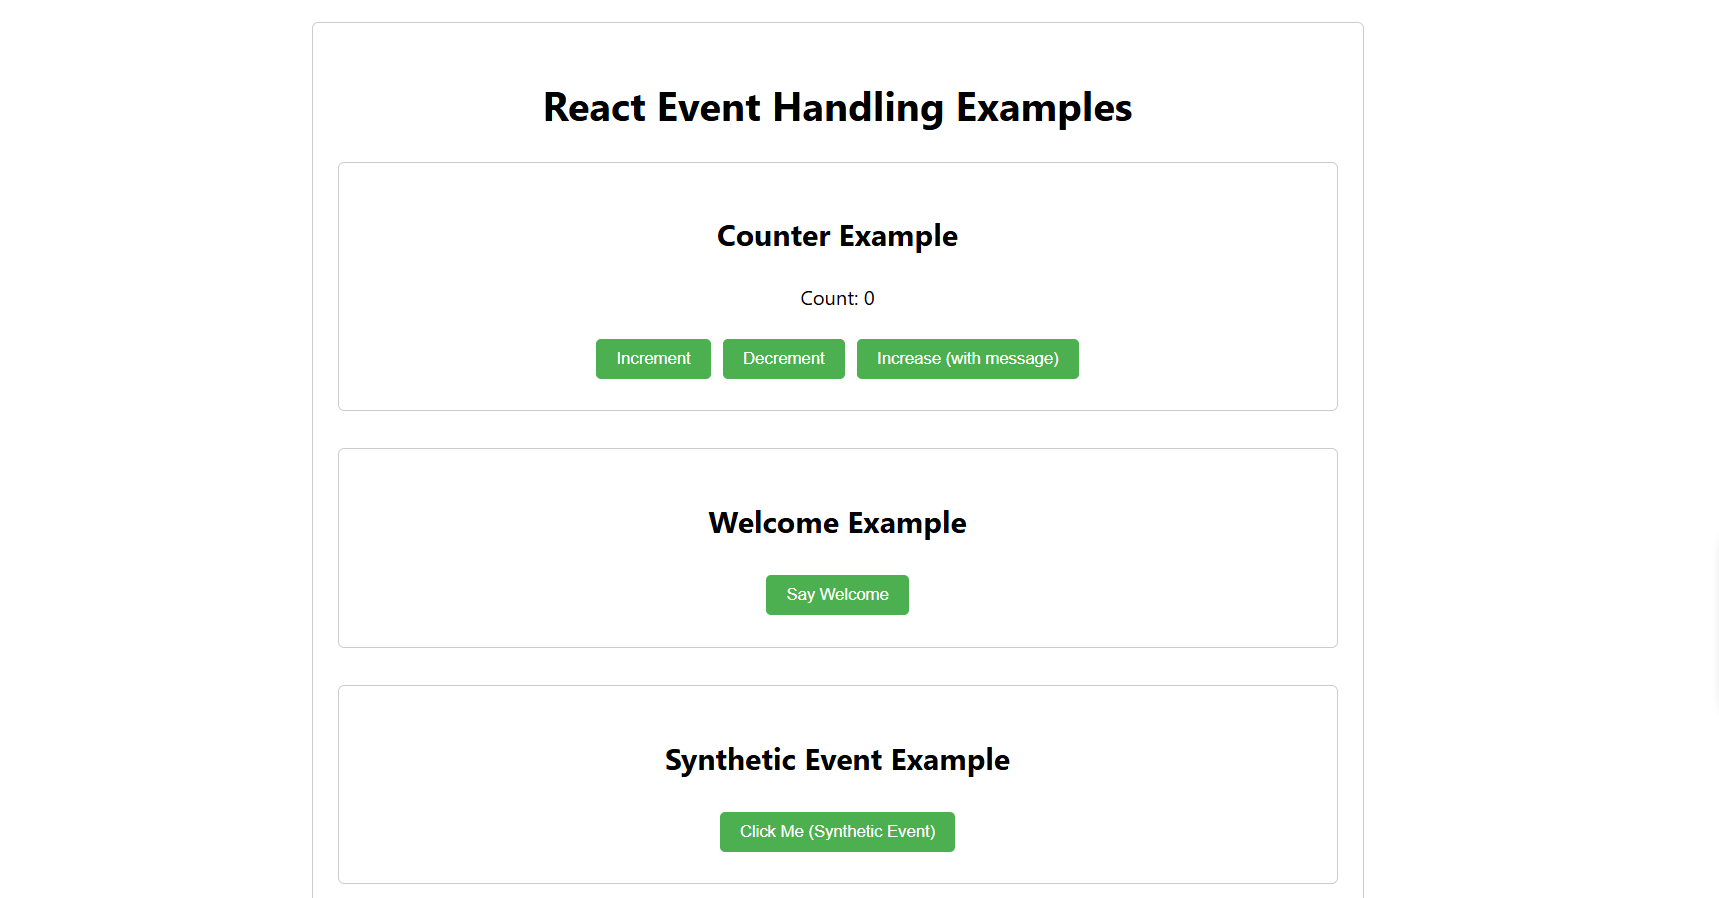 React Event Handling Examples
Counter Example
Count: 0
Increment Decrement Increase (with message)
Welcome Example
Say Welcome
Synthetic Event Example
Click Me (Synthetic Event)